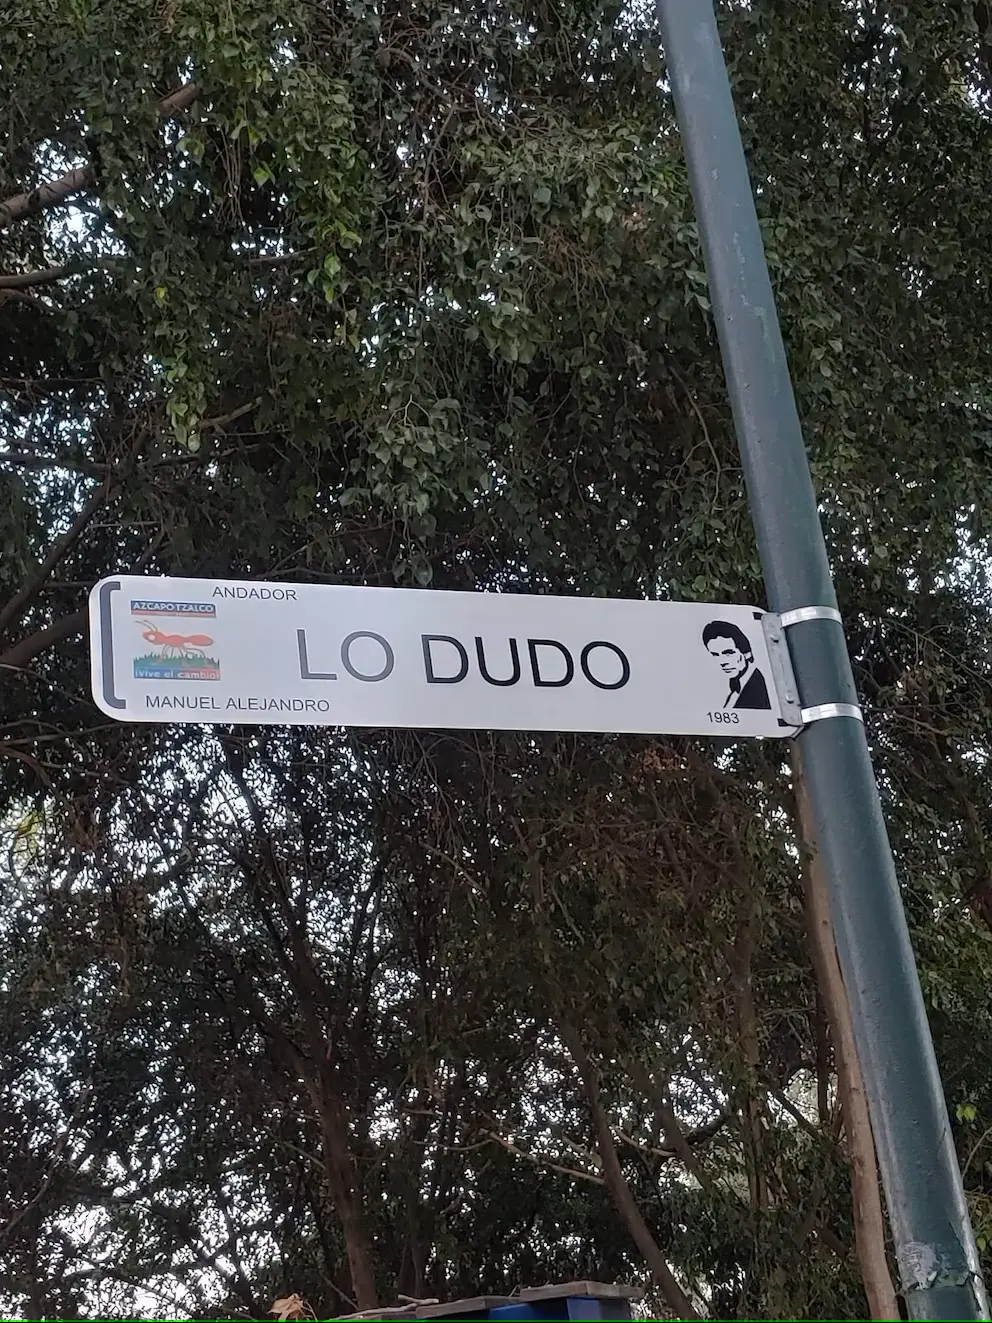 ANDADOR
AZCAPOTZALCO
LO DUDO
¡Vive el cambio!
MANUEL ALEJANDRO
1983